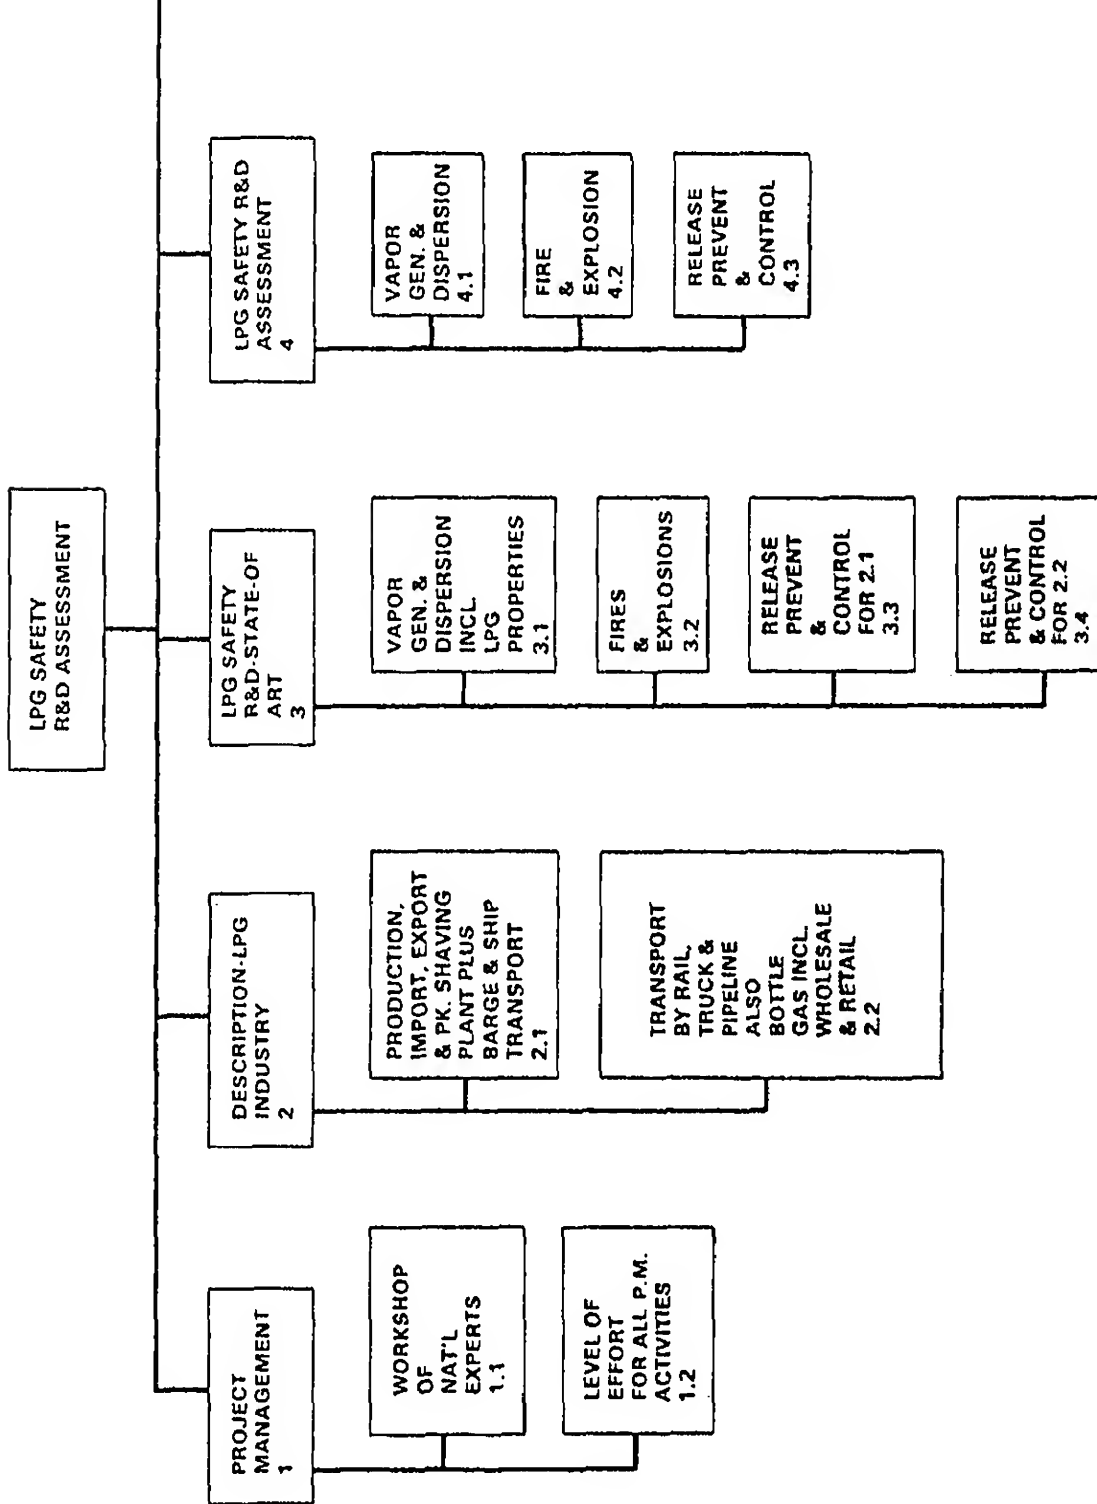 LPG SAFETY
R&D ASSESSMENT
PROJECT
MANAGEMENT
1
WORKSHOP
OF
NAT'L
EXPERTS
1.1
LEVEL OF
EFFORT
FOR ALL P.M.
ACTIVITIES
1.2
DESCRIPTION-LPG
INDUSTRY
2
PRODUCTION,
IMPORT, EXPORT
& PK. SHAVING
PLANT PLUS
BARGE & SHIP
TRANSPORT
2.1
TRANSPORT
BY RAIL,
TRUCK &
PIPELINE
ALSO
BOTTLE
GAS INCL.
WHOLESALE
& RETAIL
2.2
LPG SAFETY
R&D-STATE-OF
ART
3
VAPOR
GEN. &
DISPERSION
INCL.
LPG
PROPERTIES
3.1
FIRES
&
EXPLOSIONS
3.2
RELEASE
PREVENT
&
CONTROL
FOR 2.1
3.3
RELEASE
PREVENT
& CONTROL
FOR 2.2
3.4
LPG SAFETY R&D
ASSESSMENT
4
VAPOR
GEN. &
DISPERSION
4.1
FIRE
&
EXPLOSION
4.2
RELEASE
PREVENT
&
CONTROL
4.3